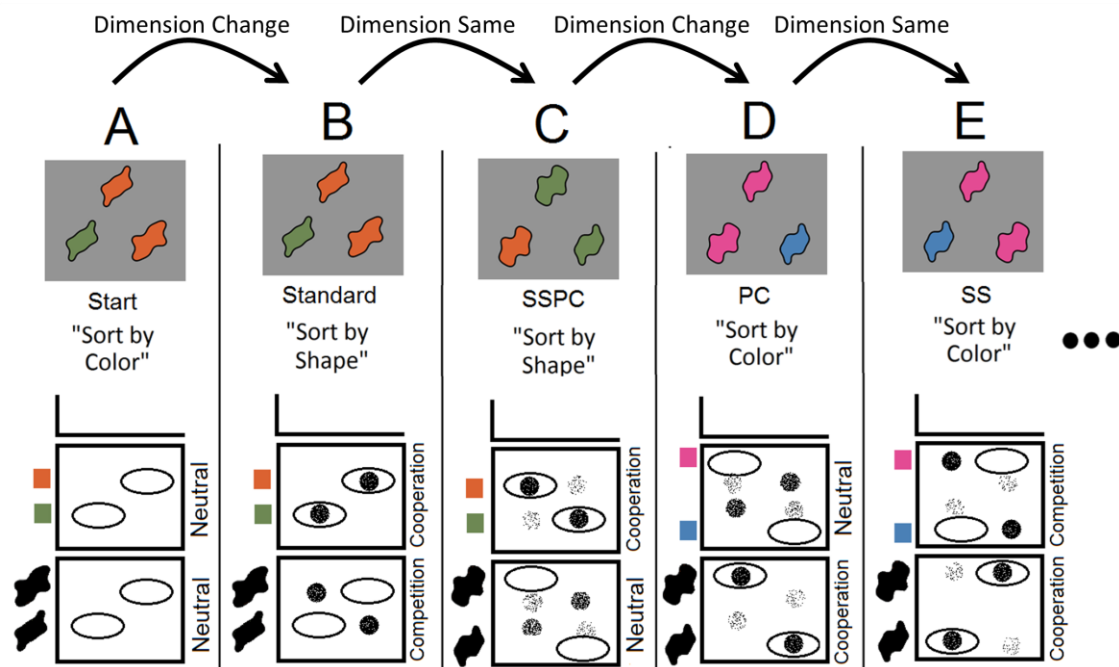 Dimension Change
Dimension Same
Dimension Change
Dimension Same
A
B
C
D
E
Start
Standard
SSPC
PC
SS
"Sort by
Color"
"Sort by
Shape"
"Sort by
Shape"
"Sort by
Color"
"Sort by
Color"
Neutral
Cooperation
Cooperation
Neutral
Competition
Neutral
Competition
Neutral
Cooperation
Cooperation